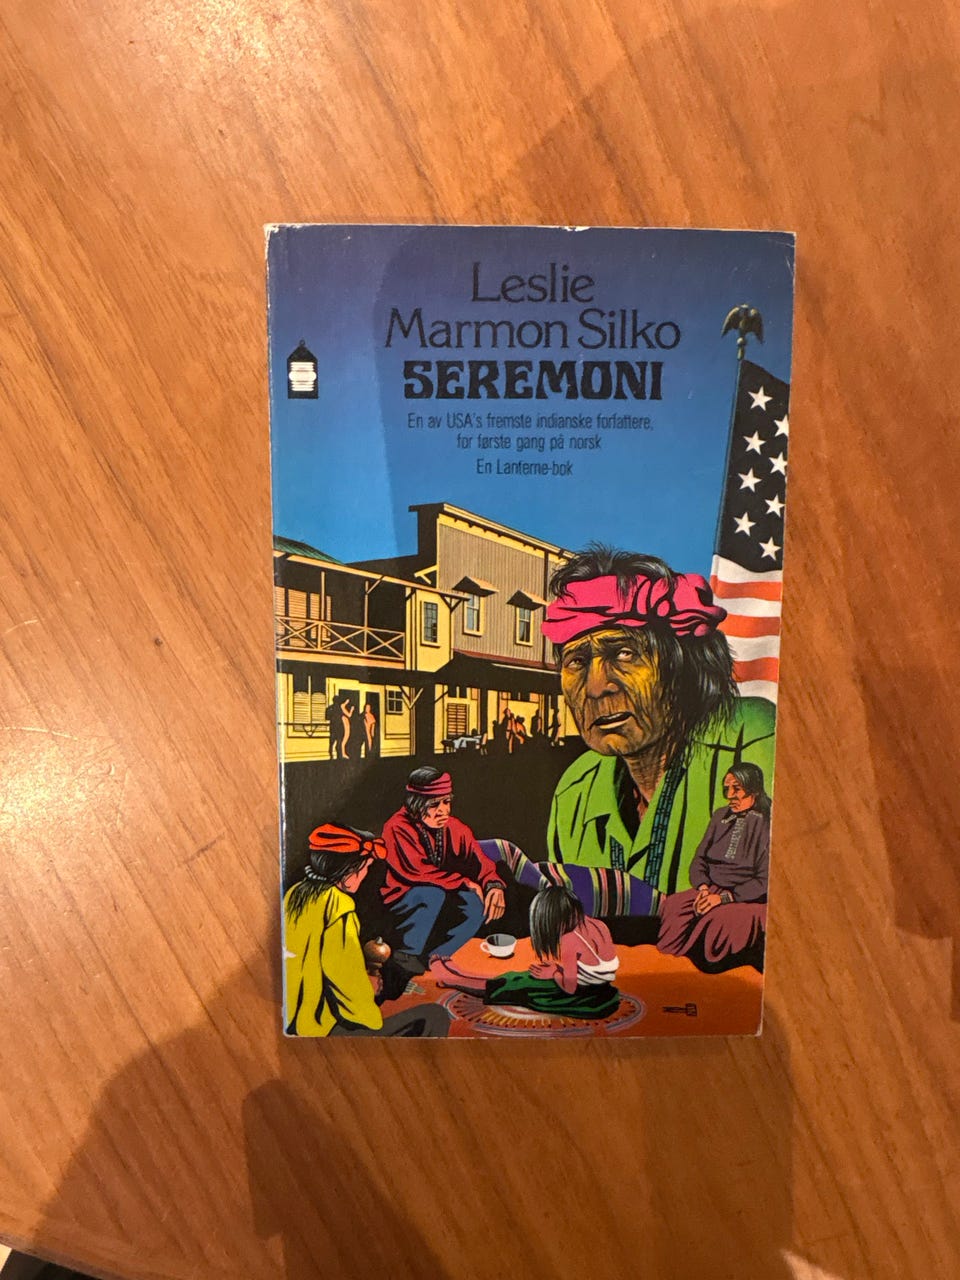 Leslie
Marmon Silko
SEREMONI
En av USA's fremste indianske forfattere,
for første gang på norsk
En Lanterne-bok